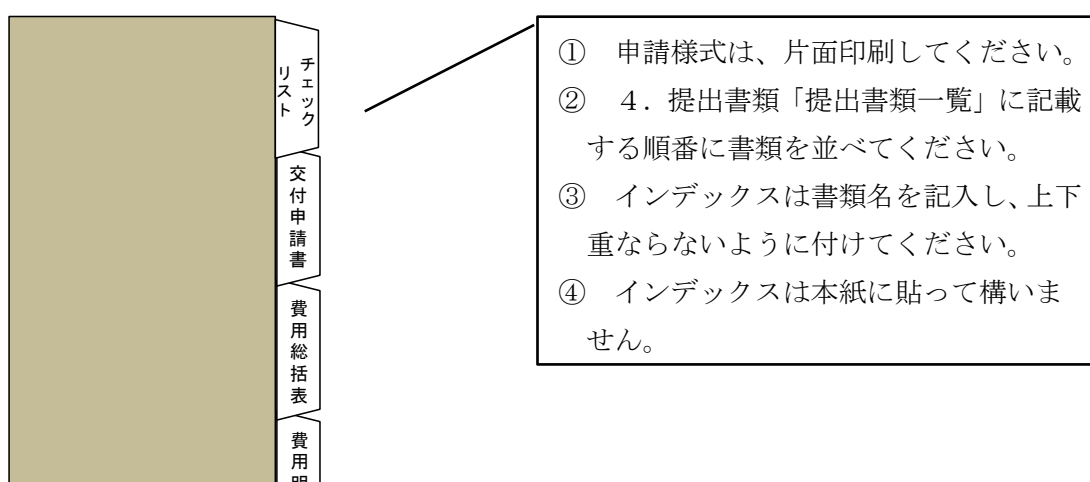 チェック
リスト
交付申請書
費用総括表
費用明
① 申請様式は、片面印刷してください。
② 4．提出書類「提出書類一覧」に記載
する順番に書類を並べてください。
③ インデックスは書類名を記入し、上下
重ならないように付けてください。
④ インデックスは本紙に貼って構いま
せん。